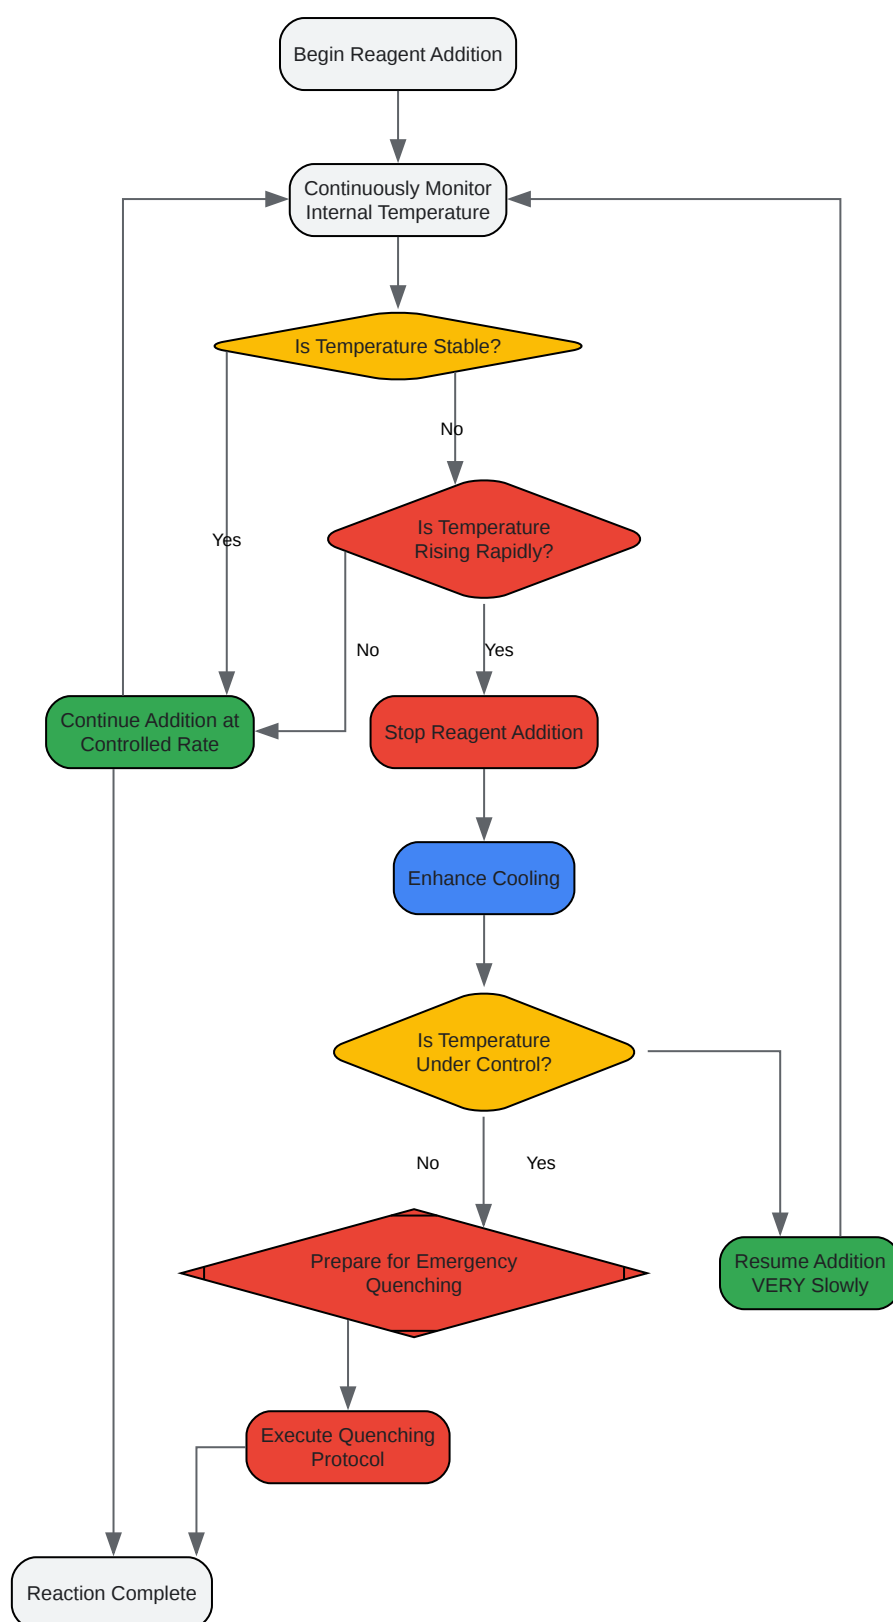 Begin Reagent Addition
Continuously Monitor
Internal Temperature
Is Temperature Stable?
No
Is Temperature
Rising Rapidly?
Yes
No
Yes
Continue Addition at
Controlled Rate
Stop Reagent Addition
Enhance Cooling
Is Temperature
Under Control?
No
Yes
Prepare for Emergency
Quenching
Resume Addition
VERY Slowly
Execute Quenching
Protocol
Reaction Complete